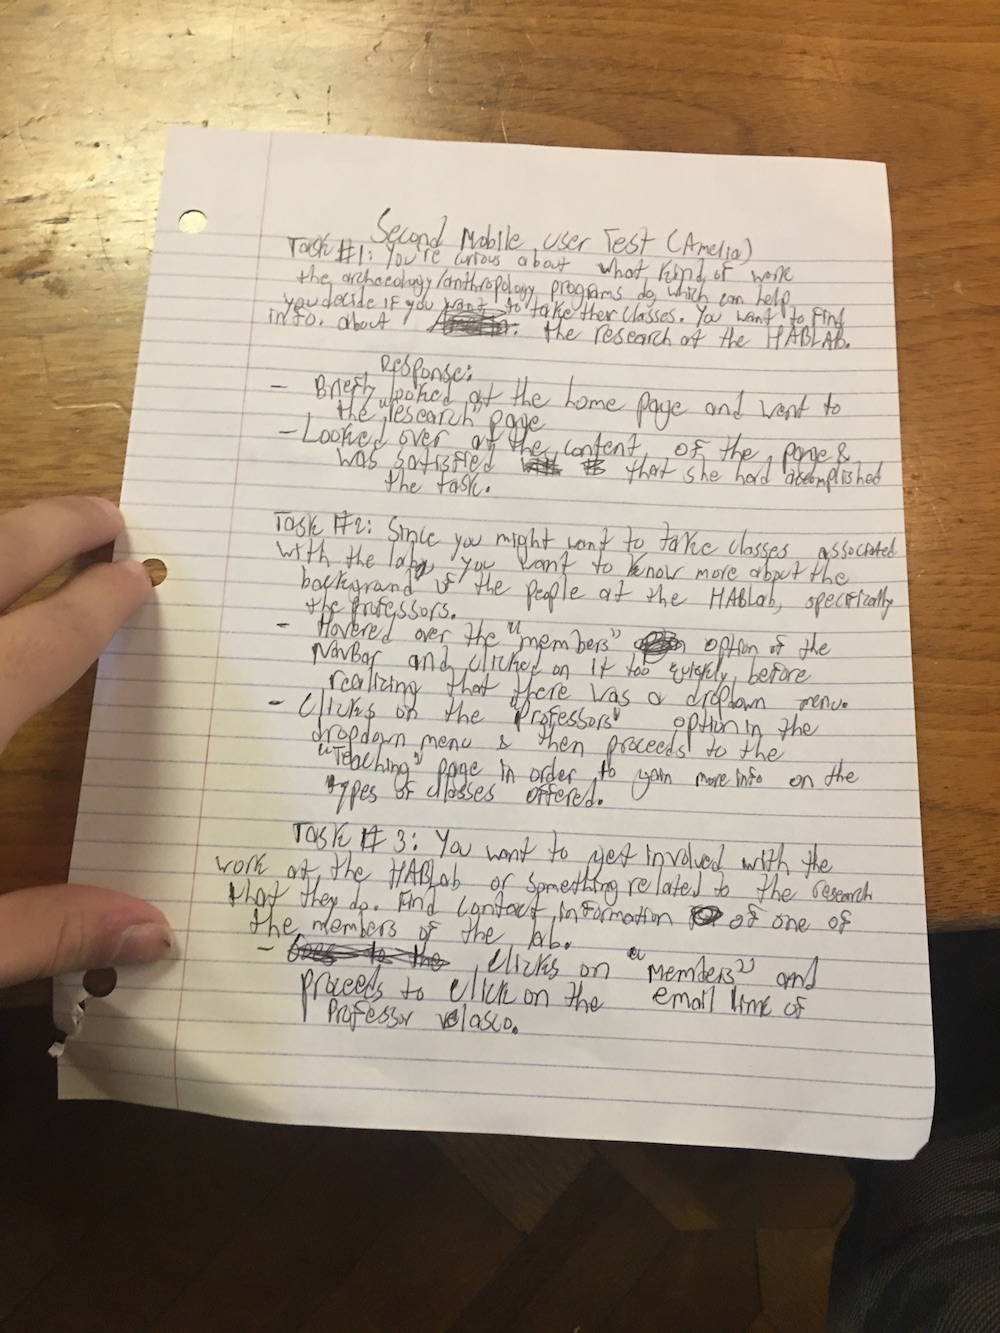 Second Mobile User Test (Amelia)
Task #1: You're curious about what kind of work
the archaeology/anthropology programs do, which can help
you decide if you want to take their classes. You want to find
info. about the research at the HABLAB.
Response:
- Briefly looked at the home page and went to
the "research" page
- Looked over at the content of the page &
was satisfied that she had accomplished
the task.
Task #2: Since you might want to take classes associated
with the lab, you want to know more about the
background of the people at the HABLab, specifically
the professors.
- Hovered over the "members" option of the
NavBar and clicked on it too quickly, before
realizing that there was a dropdown menu.
- Clicks on the "Professors" option in the
dropdown menu & then proceeds to the
"Teaching" page in order to gain more info on the
types of classes offered.
Task # 3: You want to get involved with the
work at the HABLab or something related to the research
that they do. Find contact information of one of
the members of the lab.
- Clicks on "Members" and
proceeds to click on the email link of
Professor Velasco.